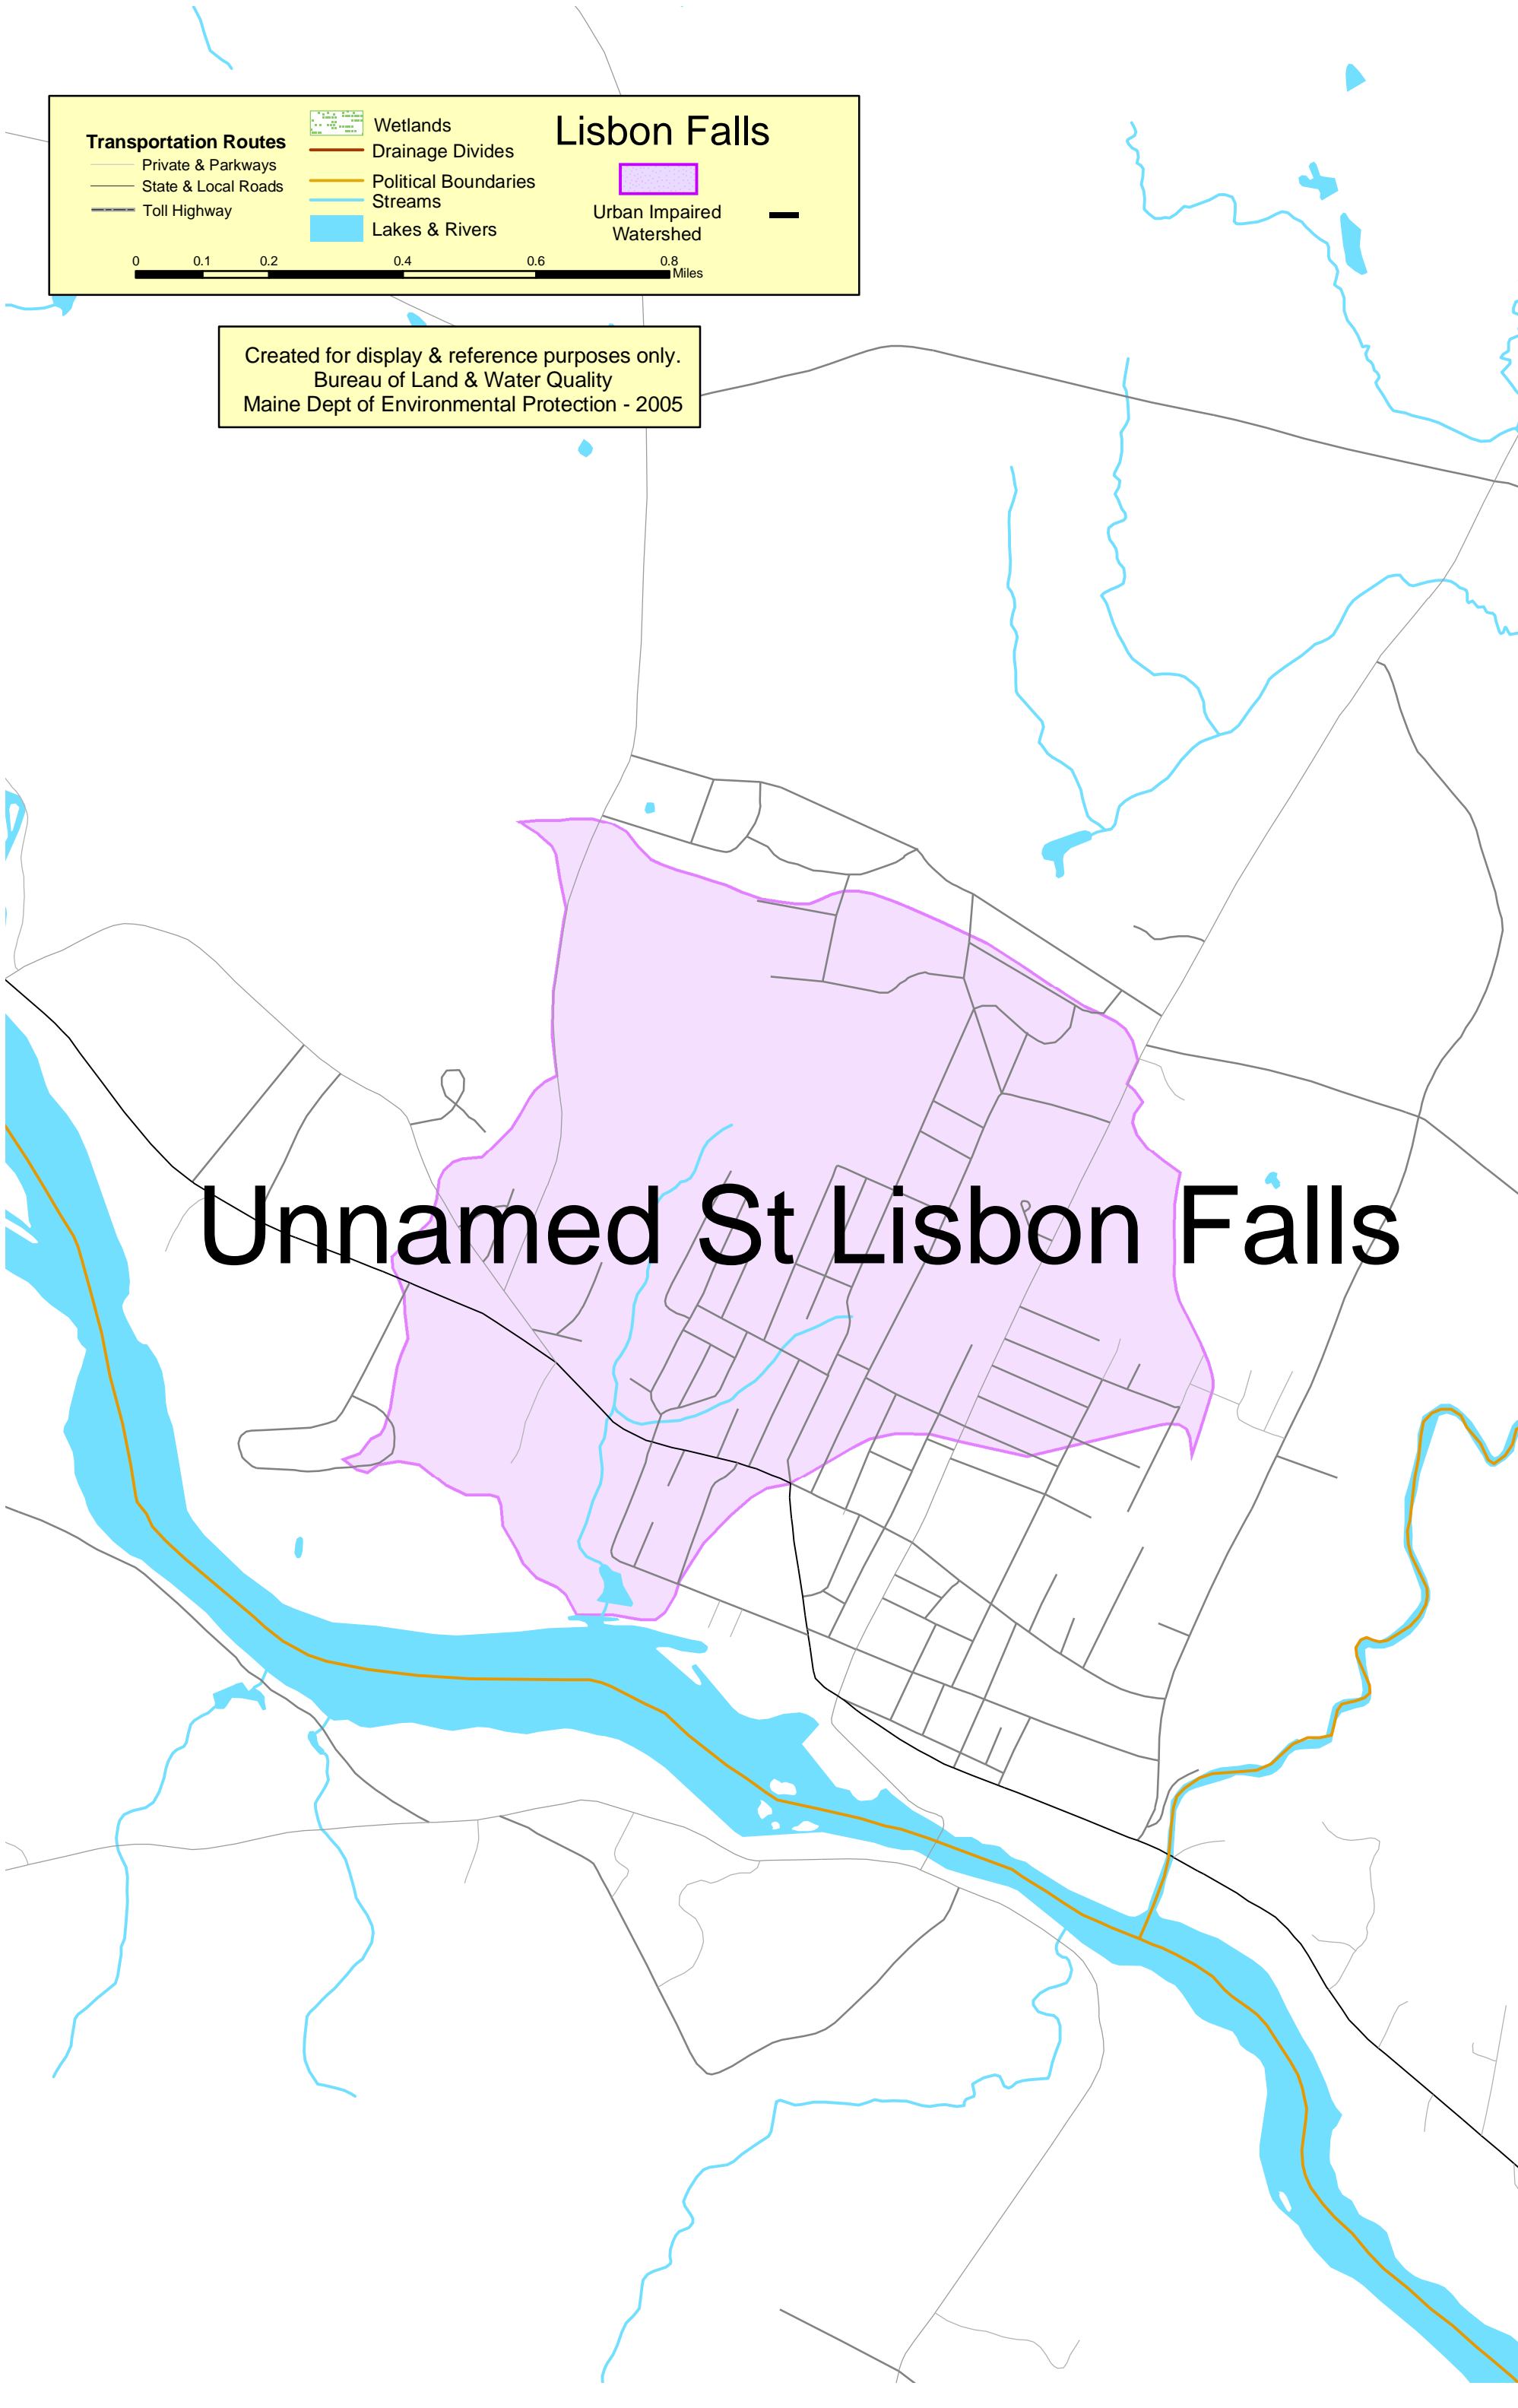 Lisbon Falls
Transportation Routes
Private & Parkways
State & Local Roads
Toll Highway
Wetlands
Drainage Divides
Political Boundaries
Streams
Lakes & Rivers
Urban Impaired
Watershed
0 0.1 0.2 0.4 0.6 0.8
Miles
Created for display & reference purposes only.
Bureau of Land & Water Quality
Maine Dept of Environmental Protection - 2005
Unnamed St Lisbon Falls